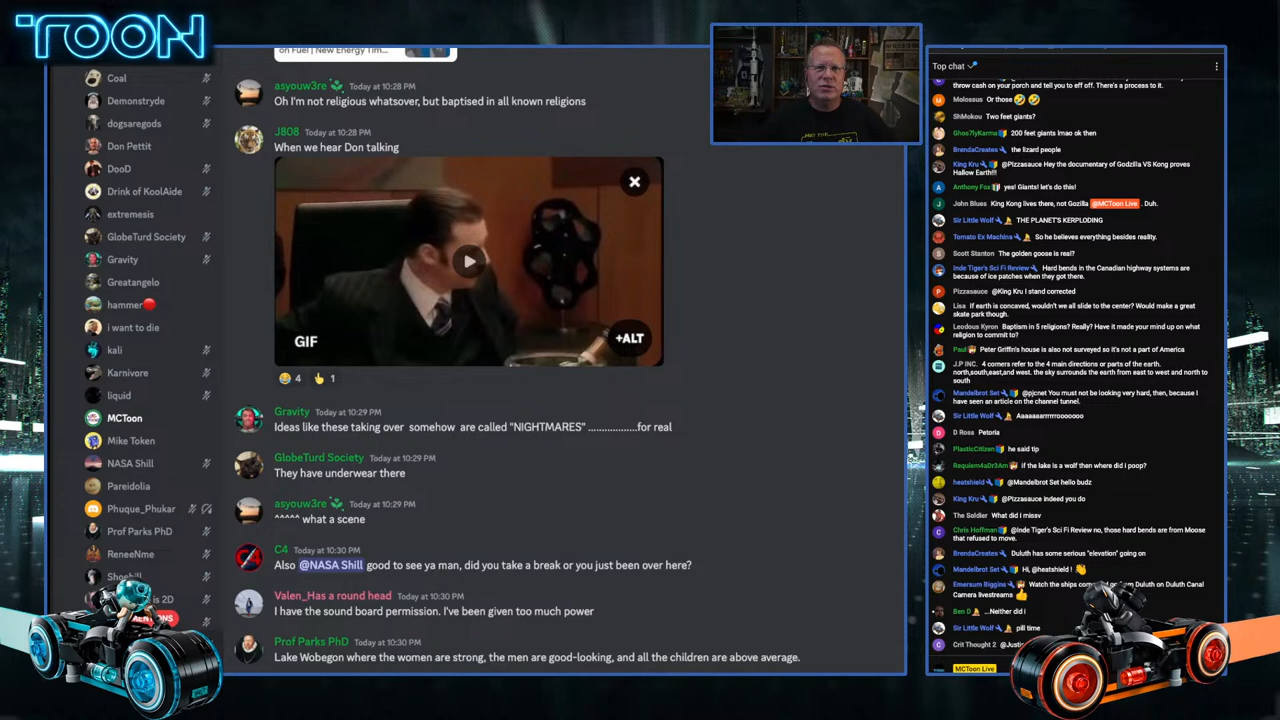 TOON
on Fuel | New Energy Tim...
Coal
Demonstryde
dogsaregods
Don Pettit
DooD
Drink of KoolAide
extremesis
GlobeTurd Society
Gravity
Greatangelo
hammer
i want to die
kali
Karnivore
liquid
MCToon
Mike Token
NASA Shill
Pareidolia
Phuque_Phukar
Prof Parks PhD
ReneeNme
asyouw3re Today at 10:28 PM
Oh I'm not religious whatsover, but baptised in all known religions
J808 Today at 10:28 PM
When we hear Don talking
GIF
+ALT
4 1
Gravity Today at 10:29 PM
Ideas like these taking over somehow are called "NIGHTMARES" ..................for real
GlobeTurd Society Today at 10:29 PM
They have underwear there
asyouw3re Today at 10:29 PM
^^^^^ what a scene
C4 Today at 10:30 PM
Also @NASA Shill good to see ya man, did you take a break or you just been over here?
Valen_Has a round head Today at 10:30 PM
I have the sound board permission. I've been given too much power
Prof Parks PhD Today at 10:30 PM
Lake Wobegon where the women are strong, the men are good-looking, and all the children are above average.
Top chat
throw cash on your porch and tell you to eff off. There's a process to it.
Molossus Or those
ShMokou Two feet giants?
Ghos7lyKarma 200 feet giants lmao ok then
BrendaCreates the lizard people
King Kru @Pizzasauce Hey the documentary of Godzilla VS Kong proves
Hallow Earth!!!
Anthony Fox yes! Giants! let's do this!
John Blues King Kong lives there, not Gozilla @MCToon Live . Duh.
Sir Little Wolf THE PLANET'S KERPLODING
Tomato Ex Machina So he believes everything besides reality.
Scott Stanton The golden goose is real?
Inde Tiger's Sci Fi Review Hard bends in the Canadian highway systems are
because of ice patches when they got there.
Pizzasauce @King Kru I stand corrected
Lisa If earth is concaved, wouldn't we all slide to the center? Would make a great
skate park though.
Leodous Kyron Baptism in 5 religions? Really? Have it made your mind up on what
religion to commit to?
Paul Peter Griffin's house is also not surveyed so it's not a part of America
J.P INC. 4 corners refer to the 4 main directions or parts of the earth.
north,south,east,and west. the sky surrounds the earth from east to west and north to
south
Mandelbrot Set @pjcnet You must not be looking very hard, then, because I
have seen an article on the channel tunnel.
Sir Little Wolf Aaaaaarrrrrroooooo
D Ross Petoria
PlasticCitizen he said tip
Requiem4aDr3Am if the lake is a wolf then where did i poop?
heatshield @Mandelbrot Set hello budz
King Kru @Pizzasauce indeed you do
The Soldier What did i missv
Chris Hoffman @Inde Tiger's Sci Fi Review no, those hard bends are from Moose
that refused to move.
BrendaCreates Duluth has some serious "elevation" going on
Mandelbrot Set Hi, @heatshield !
Emersum Biggins Watch the ships
Duluth on Duluth Canal
Camera livestreams
Ben D ...Neither did i
Sir Little Wolf pill time
Crit Thought 2
MCToon Live